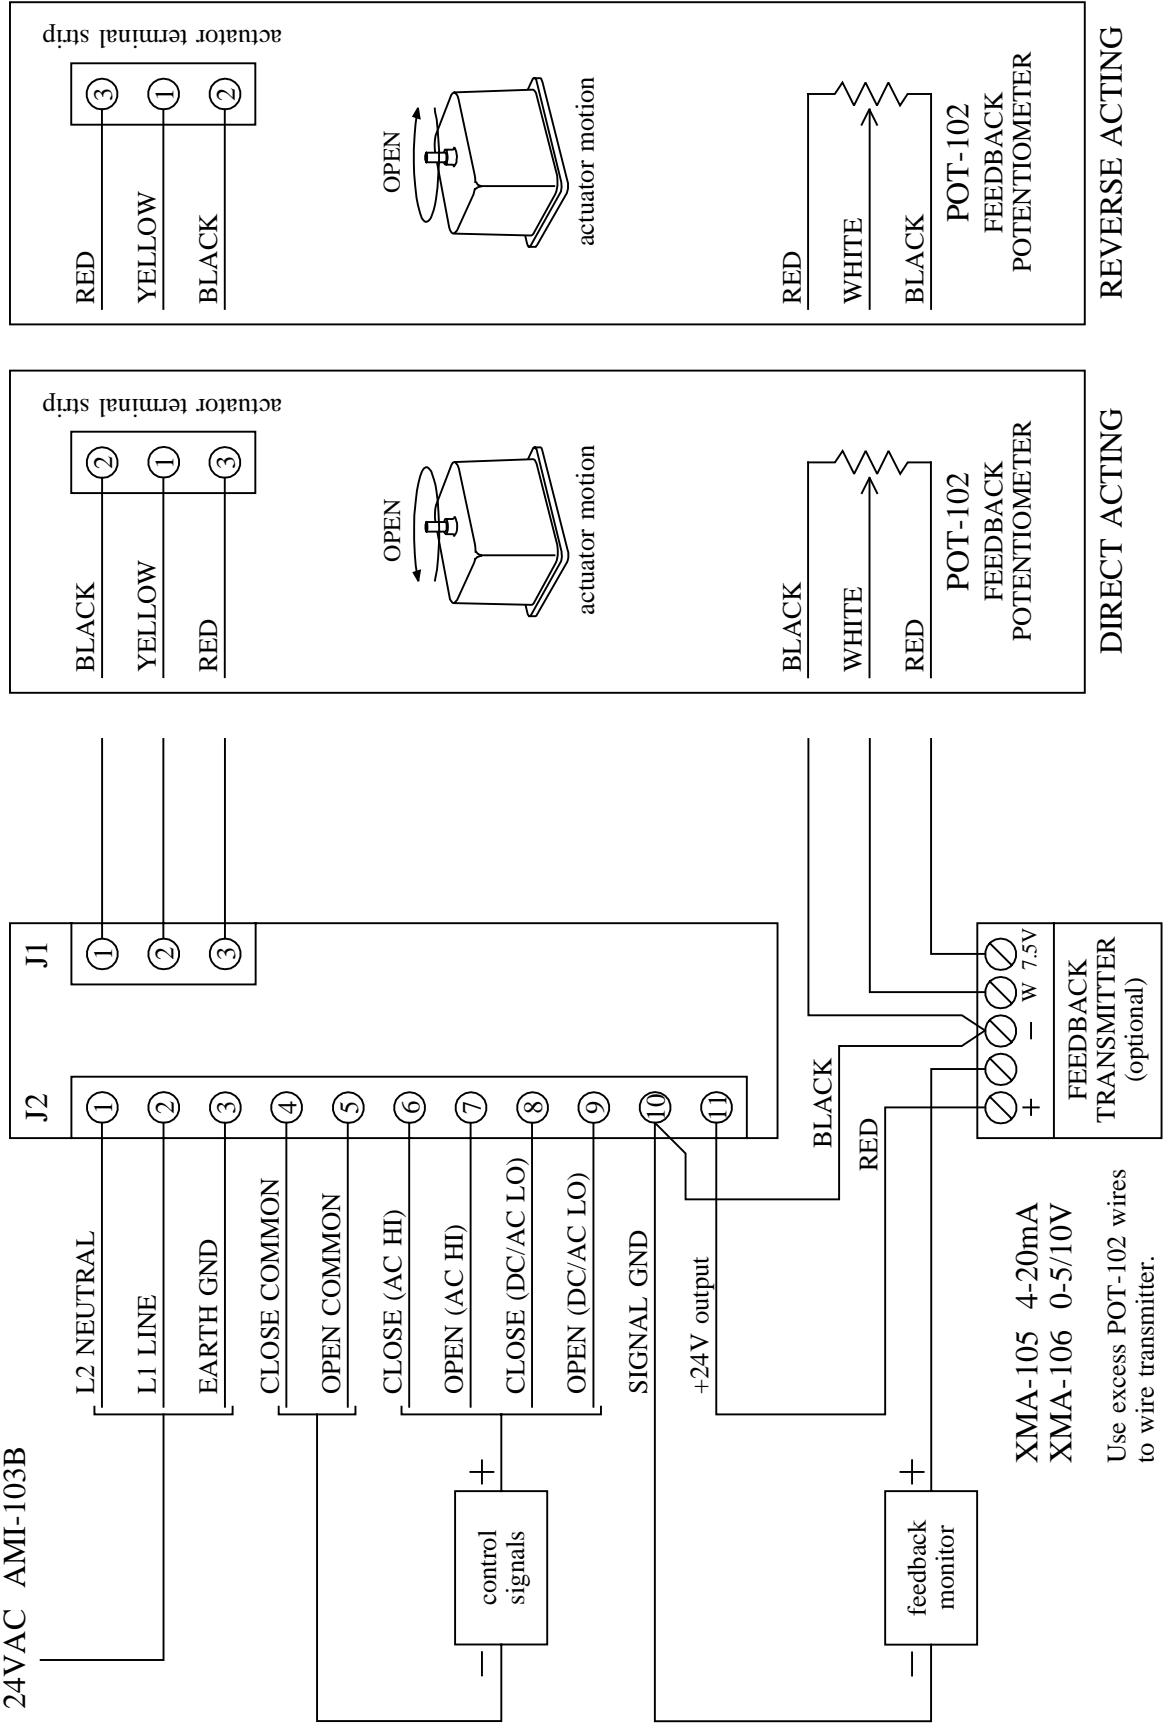 24VAC AMI-103B
J2
1
2
3
4
5
6
7
8
9
10
11
L2 NEUTRAL
L1 LINE
EARTH GND
CLOSE COMMON
OPEN COMMON
CLOSE (AC HI)
OPEN (AC HI)
CLOSE (DC/AC LO)
OPEN (DC/AC LO)
SIGNAL GND
+24V output
control
signals
+
−
feedback
monitor
+
−
J1
1
2
3
BLACK
RED
+
−
W
7.5V
FEEDBACK
TRANSMITTER
(optional)
XMA-105 4-20mA
XMA-106 0-5/10V
Use excess POT-102 wires
to wire transmitter.
actuator terminal strip
2
1
3
BLACK
YELLOW
RED
OPEN
actuator motion
BLACK
WHITE
RED
POT-102
FEEDBACK
POTENTIOMETER
DIRECT ACTING
actuator terminal strip
3
1
2
RED
YELLOW
BLACK
OPEN
actuator motion
RED
WHITE
BLACK
POT-102
FEEDBACK
POTENTIOMETER
REVERSE ACTING